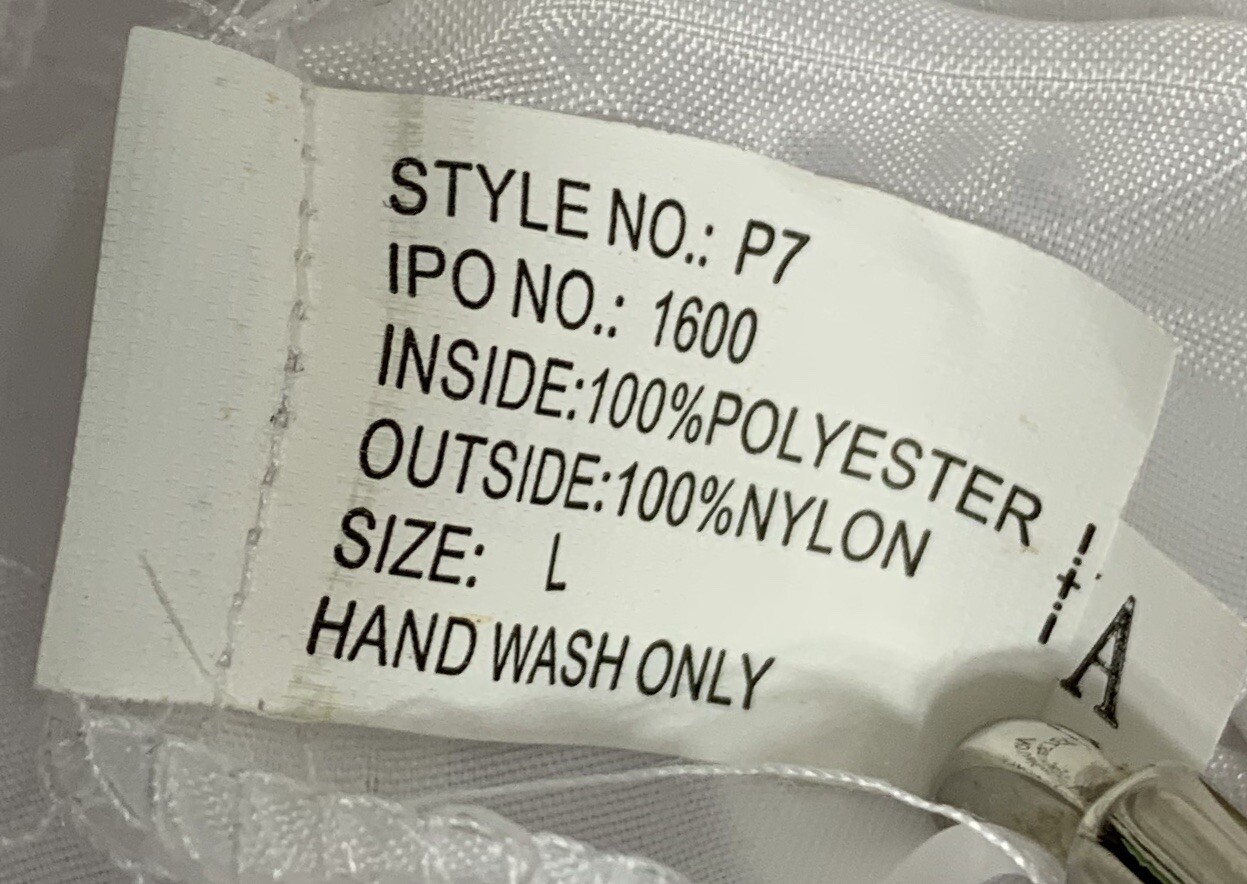 STYLE NO.: P7
IPO NO.: 1600
INSIDE:100%POLYESTER
OUTSIDE:100%NYLON
SIZE: L
HAND WASH ONLY
A